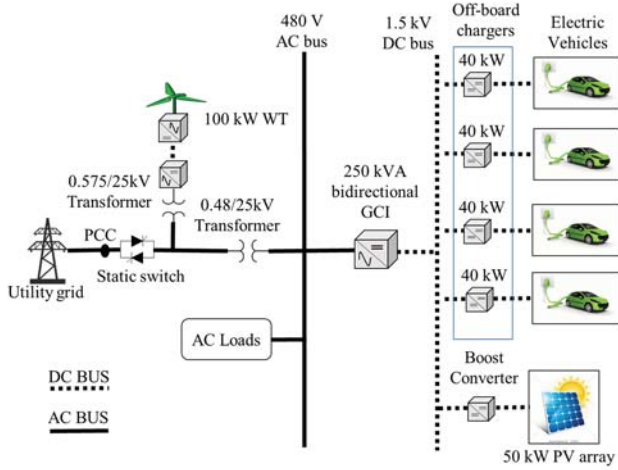 480 V
AC bus
1.5 kV
DC bus
Off-board
chargers
Electric
Vehicles
40 kW
100 kW WT
40 kW
0.575/25kV
Transformer
0.48/25kV
Transformer
250 kVA
bidirectional
GCI
40 kW
PCC
Static switch
Utility grid
40 kW
AC Loads
Boost
Converter
DC BUS
AC BUS
50 kW PV array